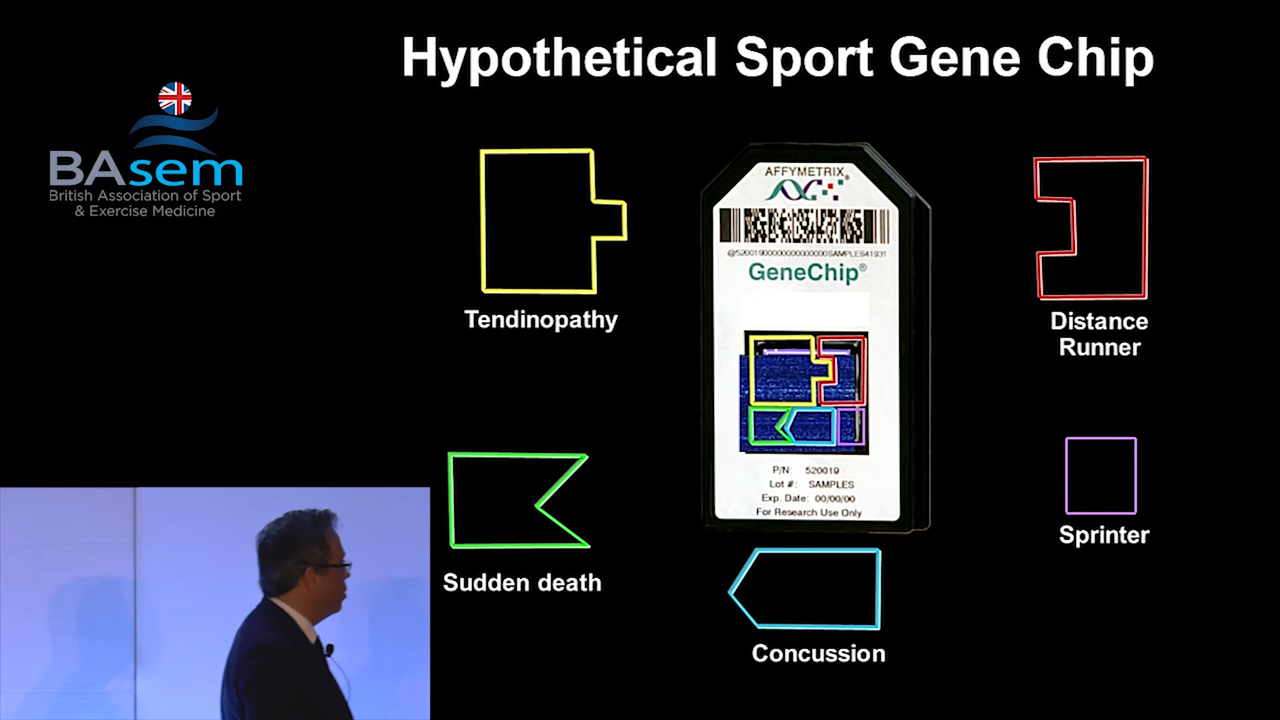 Hypothetical Sport Gene Chip
BAsem
British Association of Sport
& Exercise Medicine
AFFYMETRIX®
GeneChip®
Tendinopathy
Distance
Runner
P/N: 520019
Lot #: SAMPLES
Exp. Date: 00/00/00
For Research Use Only
Sprinter
Sudden death
Concussion